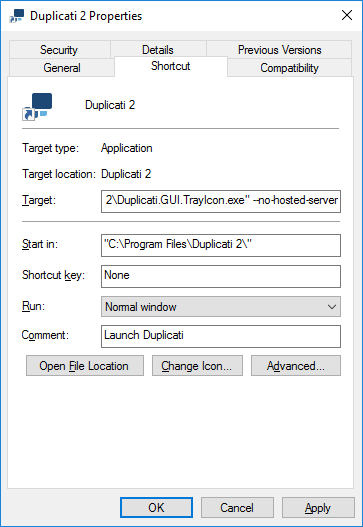 Duplicati 2 Properties
Security Details Previous Versions
General Shortcut Compatibility
Duplicati 2
Target type: Application
Target location: Duplicati 2
Target: 2\Duplicati.GUI.TrayIcon.exe" --no-hosted-server
Start in: "C:\Program Files\Duplicati 2\"
Shortcut key: None
Run: Normal window
Comment: Launch Duplicati
Open File Location Change Icon... Advanced...
OK Cancel Apply